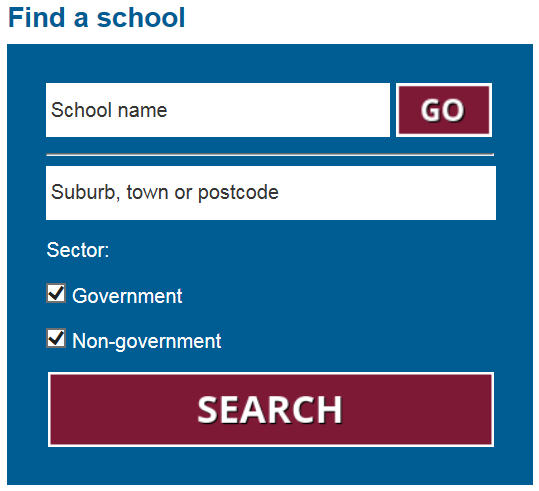 Find a school
School name
GO
Suburb, town or postcode
Sector:
Government
Non-government
SEARCH